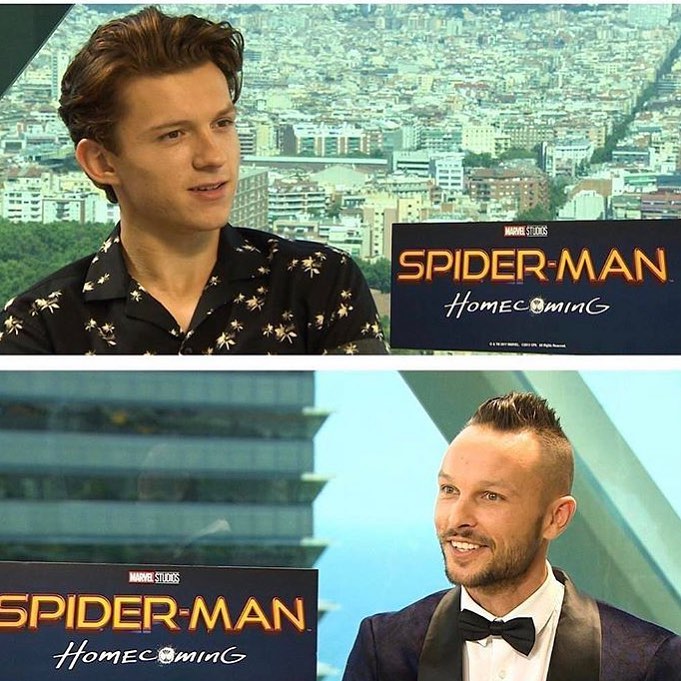 MARVEL STUDIOS
SPIDER-MAN
HOMECOMING
MARVEL STUDIOS
SPIDER-MAN
HOMECOMING